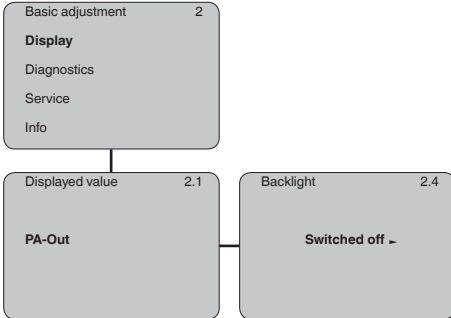 Basic adjustment 2
Display
Diagnostics
Service
Info
Displayed value 2.1
PA-Out
Backlight 2.4
Switched off ►